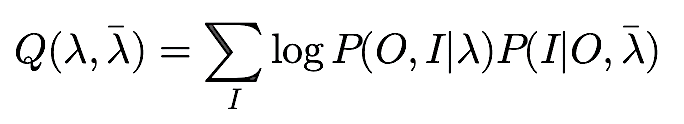 Q(λ, λ̄) = ∑_I log P(O, I|λ)P(I|O, λ̄)